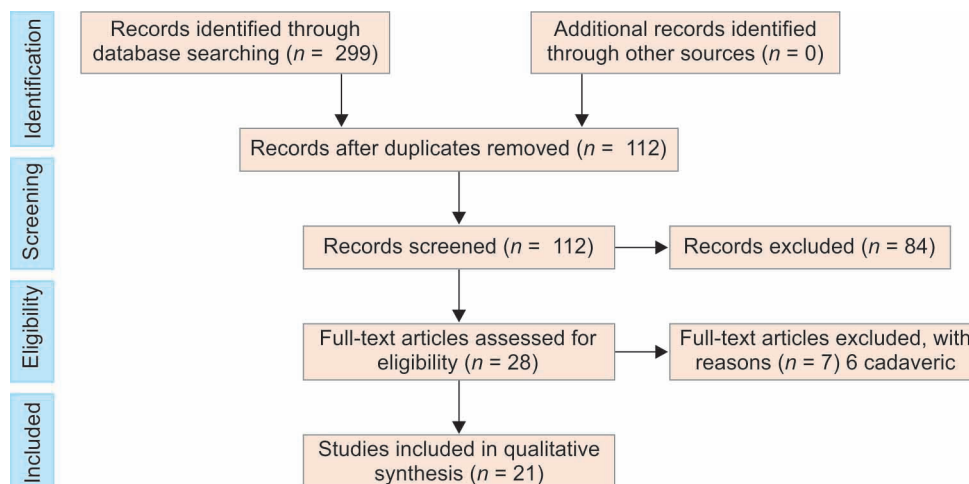 Identification
Records identified through
database searching (n = 299)
Additional records identified
through other sources (n = 0)
Records after duplicates removed (n = 112)
Screening
Records screened (n = 112)
Records excluded (n = 84)
Eligibility
Full-text articles assessed for
eligibility (n = 28)
Full-text articles excluded, with
reasons (n = 7) 6 cadaveric
Included
Studies included in qualitative
synthesis (n = 21)